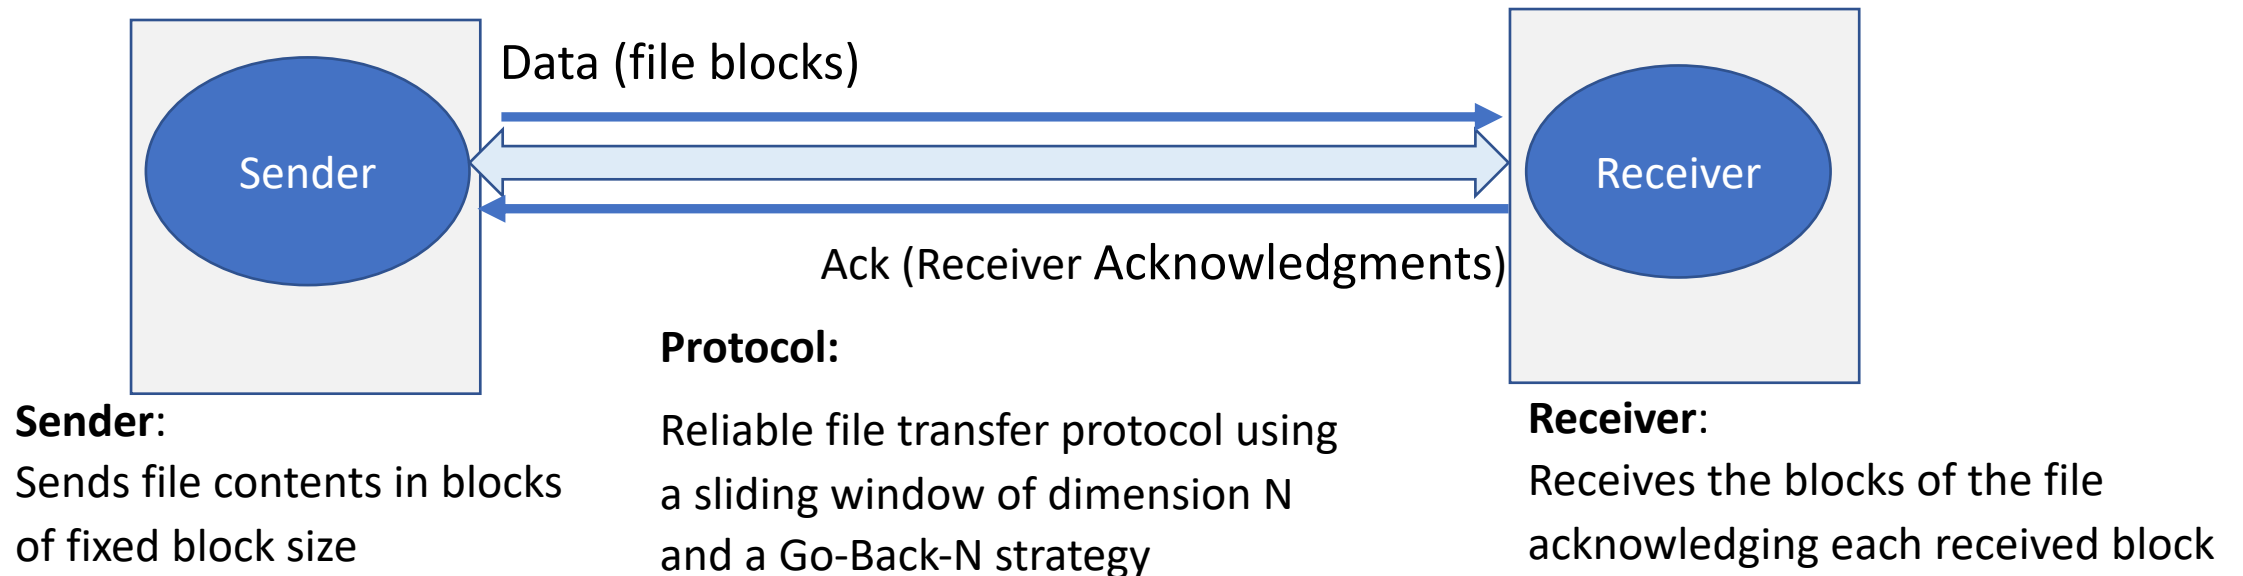 Data (file blocks)
Sender
Receiver
Ack (Receiver Acknowledgments)
Protocol:
Reliable file transfer protocol using
a sliding window of dimension N
and a Go-Back-N strategy
Sender:
Sends file contents in blocks
of fixed block size
Receiver:
Receives the blocks of the file
acknowledging each received block